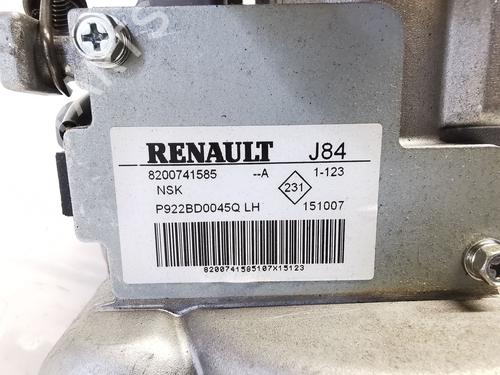 RENAULT J84
8200741585 --A 1-123
NSK 231
P922BD0045Q LH 151007
8200741585107X15123